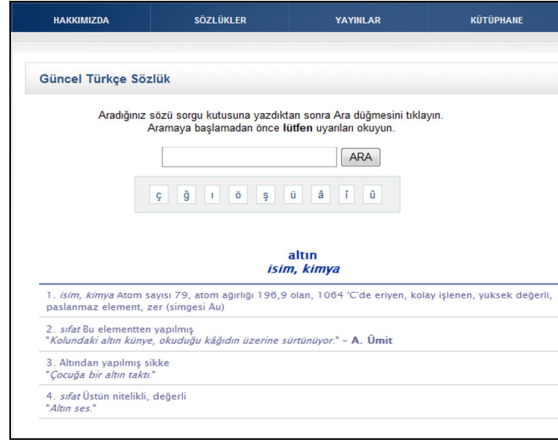 HAKKIMIZDA SÖZLÜKLER YAYINLAR KÜTÜPHANE
Güncel Türkçe Sözlük
Aradığınız sözü sorgu kutusuna yazdıktan sonra Ara düğmesini tıklayın.
Aramaya başlamadan önce lütfen uyarıları okuyun.
ARA
ç ğ ı ö ş ü â î û
altın
isim, kimya
1. isim, kimya Atom sayısı 79, atom ağırlığı 196,9 olan, 1064 °C'de eriyen, kolay işlenen, yüksek değerli,
paslanmaz element, zer (simgesi Au)
2. sıfat Bu elementten yapılmış
"Kolundaki altın künye, okuduğu kâğıdın üzerine sürtünüyor." - A. Ümit
3. Altından yapılmış sikke
"Çocuğa bir altın taktı."
4. sıfat Üstün nitelikli, değerli
"Altın ses."